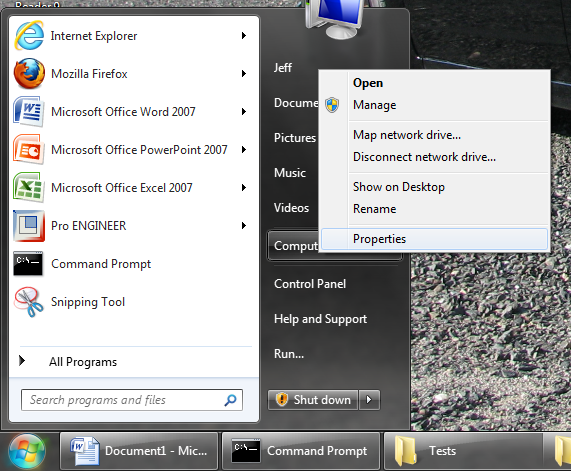 Reader 9
Internet Explorer
Mozilla Firefox
Microsoft Office Word 2007
Microsoft Office PowerPoint 2007
Microsoft Office Excel 2007
Pro ENGINEER
Command Prompt
Snipping Tool
All Programs
Search programs and files
Jeff
Docume
Pictures
Music
Videos
Comput
Control Panel
Help and Support
Run...
Shut down
Open
Manage
Map network drive...
Disconnect network drive...
Show on Desktop
Rename
Properties
Document1 - Mic...
Command Prompt
Tests